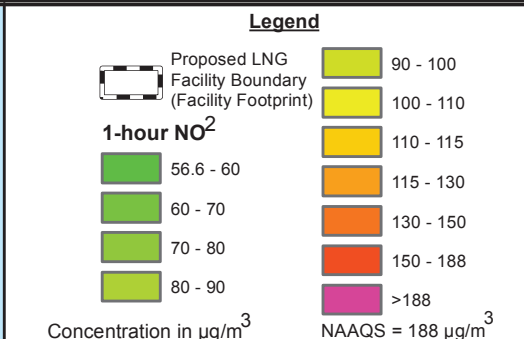 Legend
Proposed LNG
Facility Boundary
(Facility Footprint)
1-hour NO²
56.6 - 60
60 - 70
70 - 80
80 - 90
Concentration in µg/m³
90 - 100
100 - 110
110 - 115
115 - 130
130 - 150
150 - 188
>188
NAAQS = 188 µg/m³